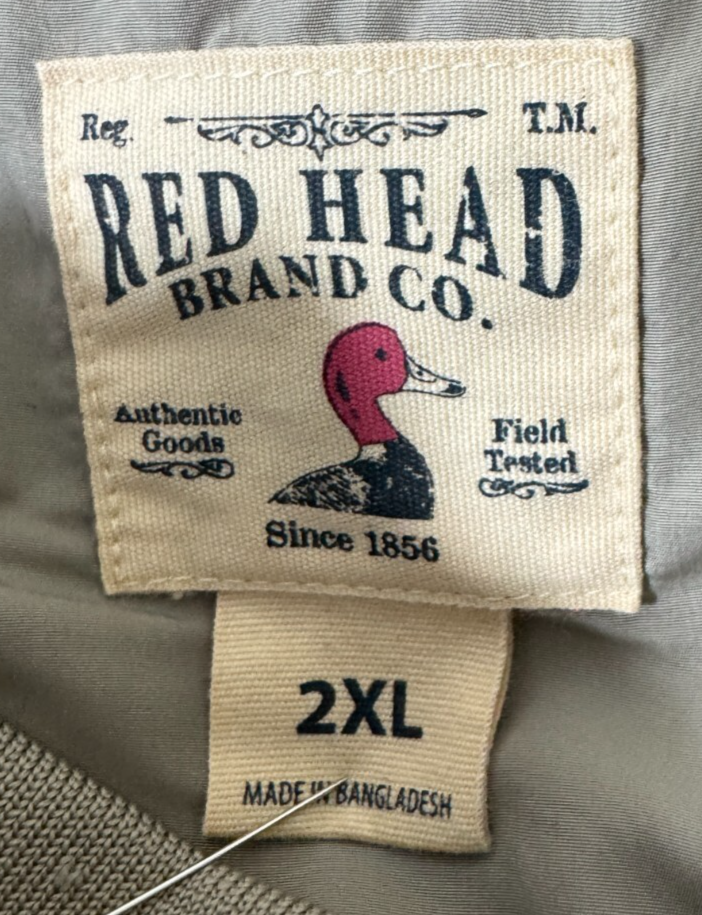 Reg. T.M.
RED HEAD
BRAND CO.
Authentic
Goods
Field
Tested
Since 1856
2XL
MADE IN BANGLADESH